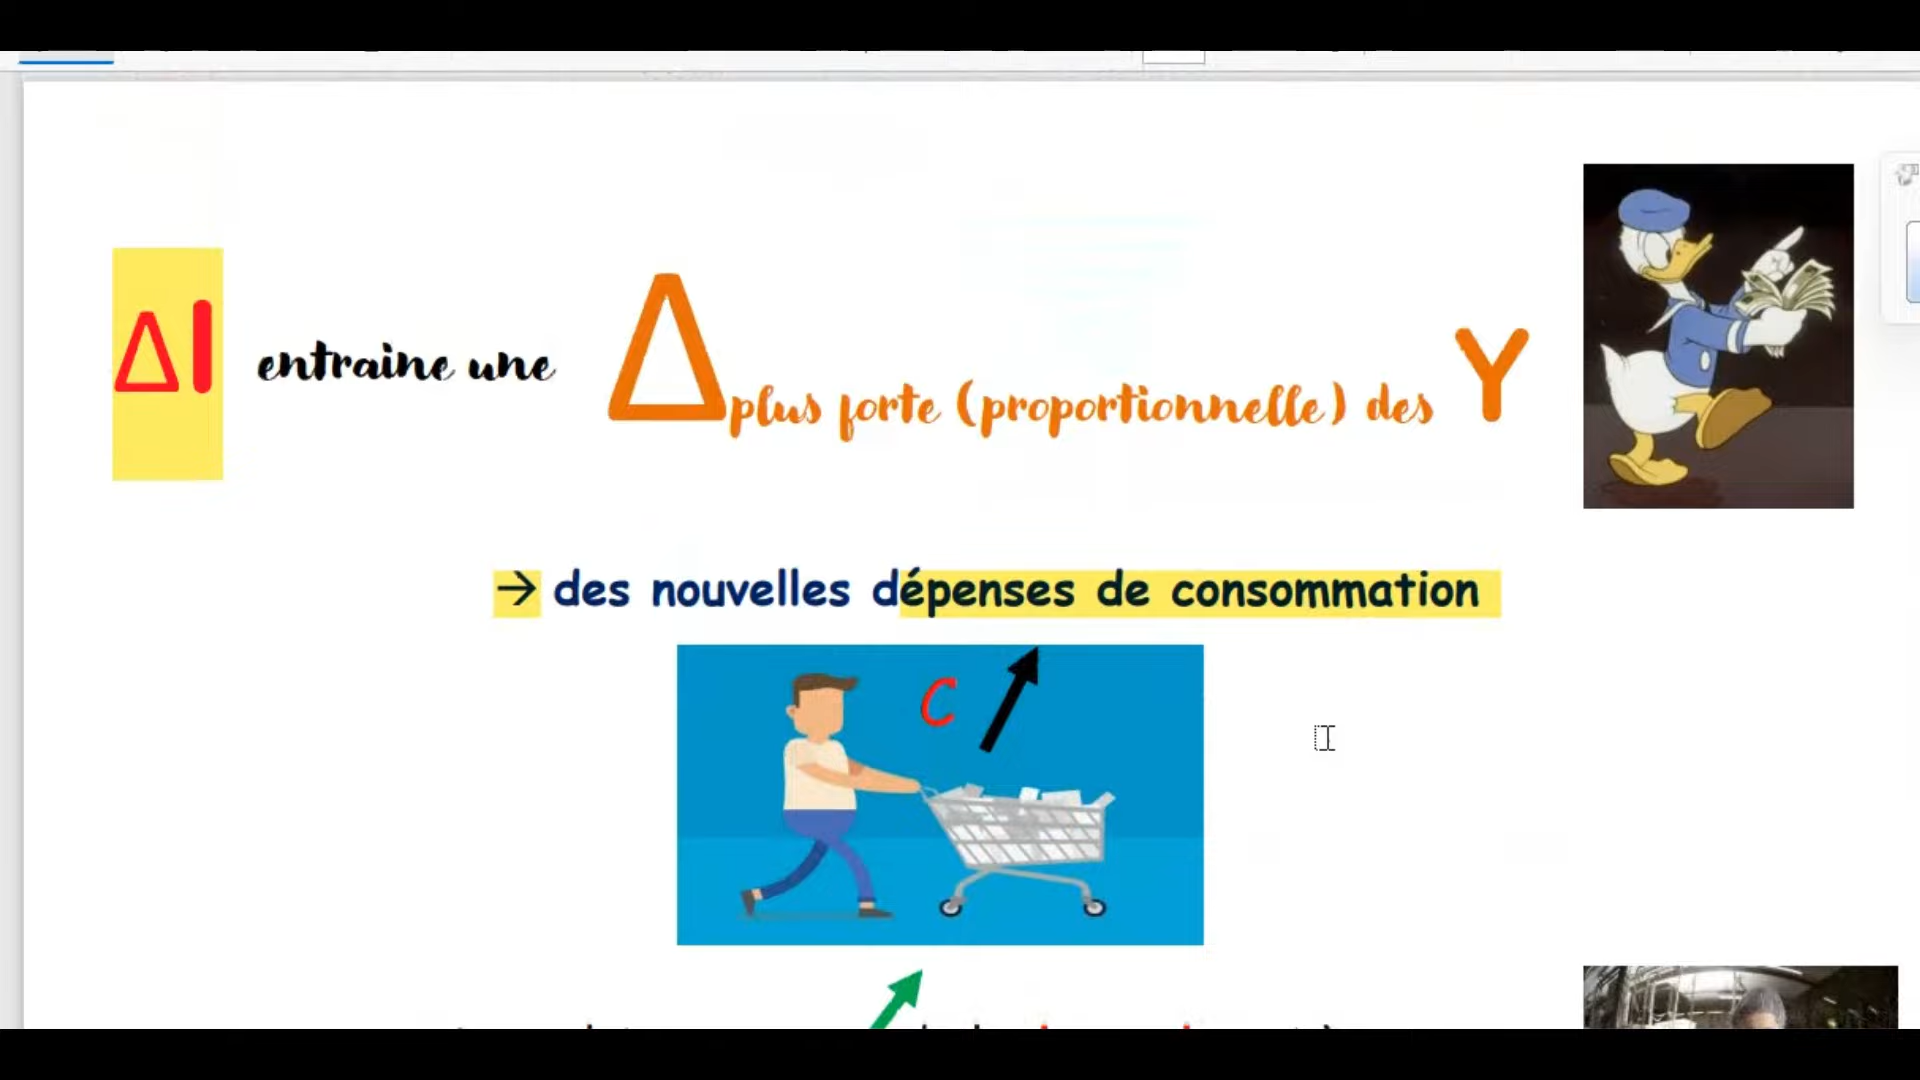 ΔI entraine une Δ plus forte (proportionnelle) des Y
→ des nouvelles dépenses de consommation
C